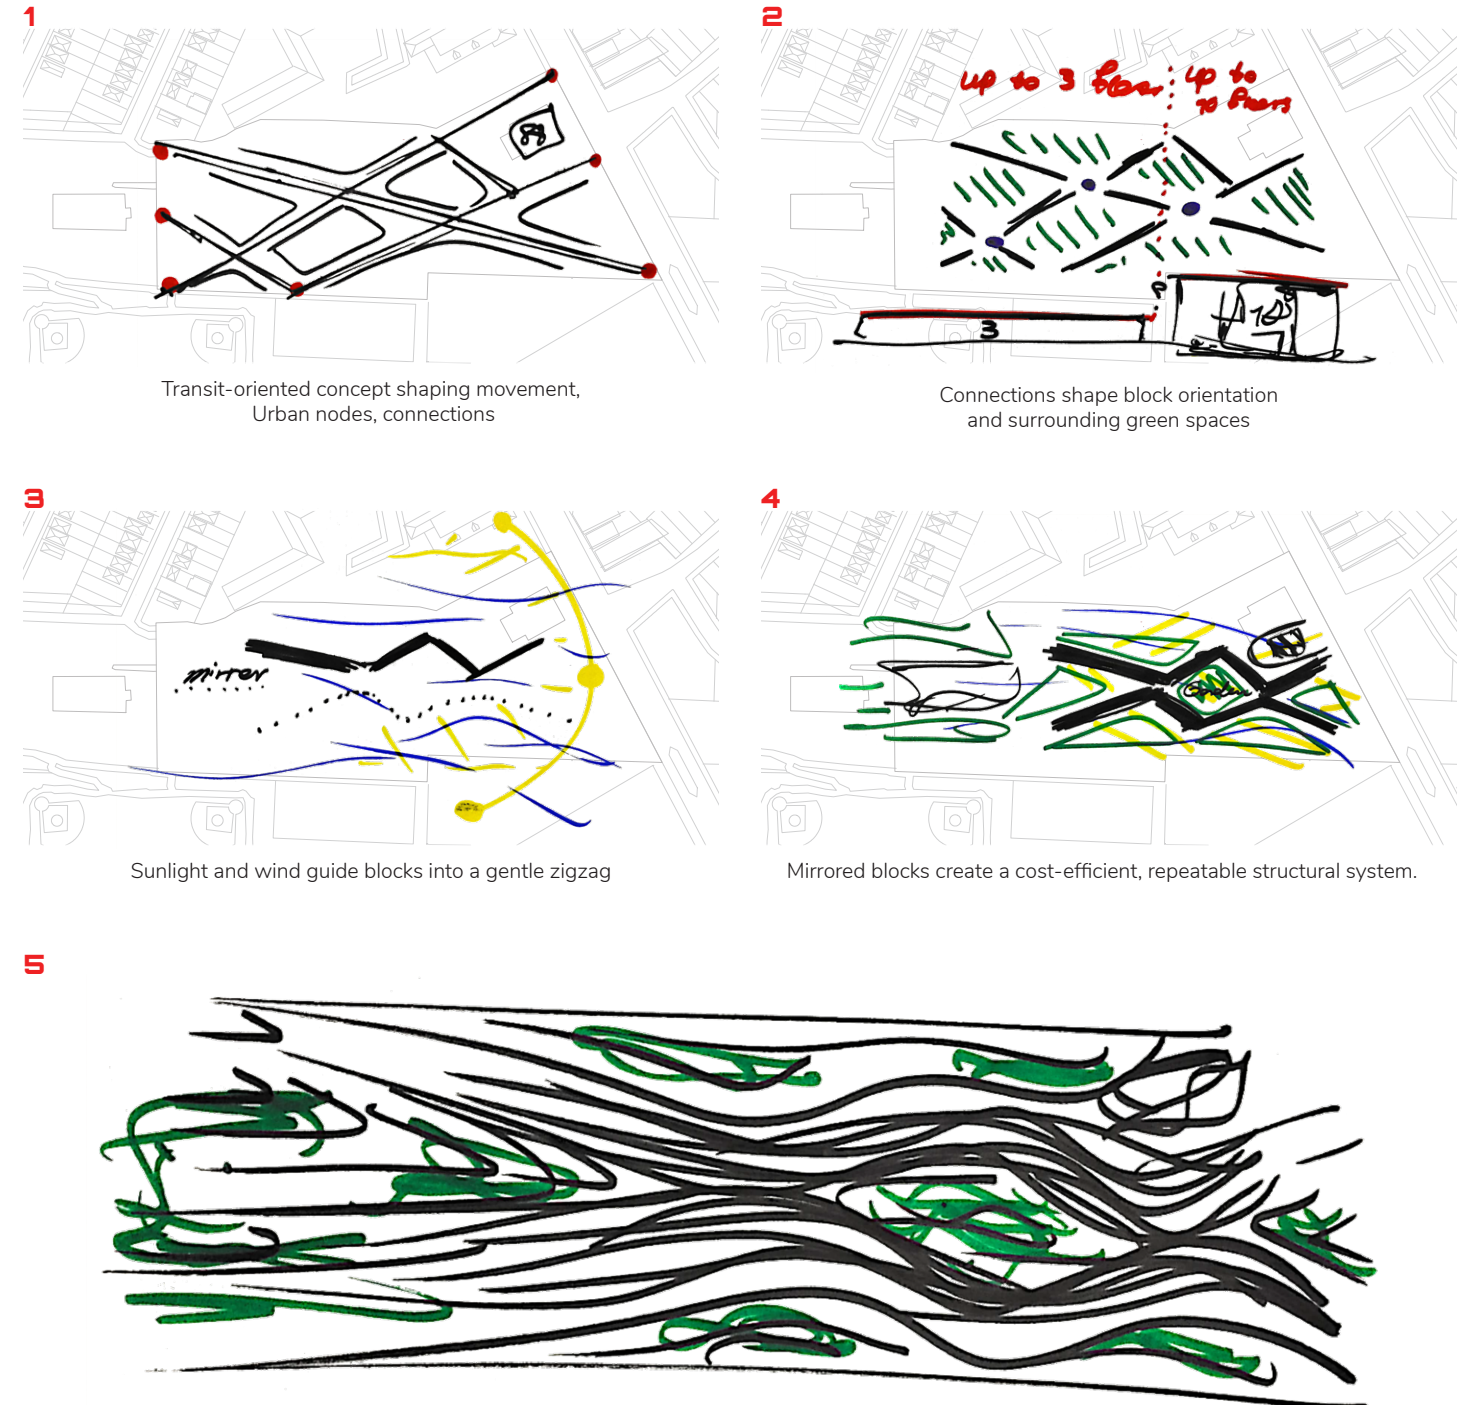 1
2
up to 3 floors
up to
10 floors
3
Transit-oriented concept shaping movement,
Urban nodes, connections
Connections shape block orientation
and surrounding green spaces
3
mirror
4
Garden
Sunlight and wind guide blocks into a gentle zigzag
Mirrored blocks create a cost-efficient, repeatable structural system.
5